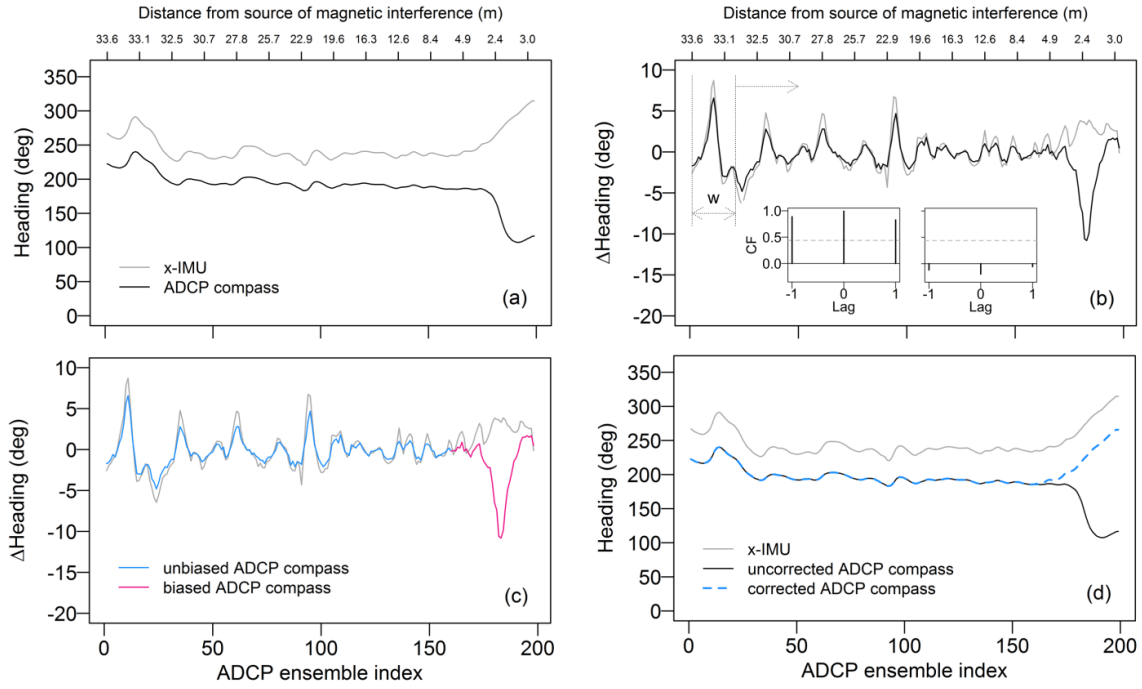 Distance from source of magnetic interference (m)
33.6 33.1 32.5 30.7 27.8 25.7 22.9 19.6 16.3 12.6 8.4 4.9 2.4 3.0
350
300
250
200
150
100
50
0
Heading (deg)
x-IMU
ADCP compass
(a)
Distance from source of magnetic interference (m)
33.6 33.1 32.5 30.7 27.8 25.7 22.9 19.6 16.3 12.6 8.4 4.9 2.4 3.0
10
5
0
-5
-10
-15
-20
ΔHeading (deg)
w
CF
1.0
0.5
0.0
-1 0 1
Lag
-1 0 1
Lag
(b)
10
5
0
-5
-10
-15
-20
ΔHeading (deg)
unbiased ADCP compass
biased ADCP compass
(c)
0 50 100 150 200
ADCP ensemble index
350
300
250
200
150
100
50
0
Heading (deg)
x-IMU
uncorrected ADCP compass
corrected ADCP compass
(d)
0 50 100 150 200
ADCP ensemble index